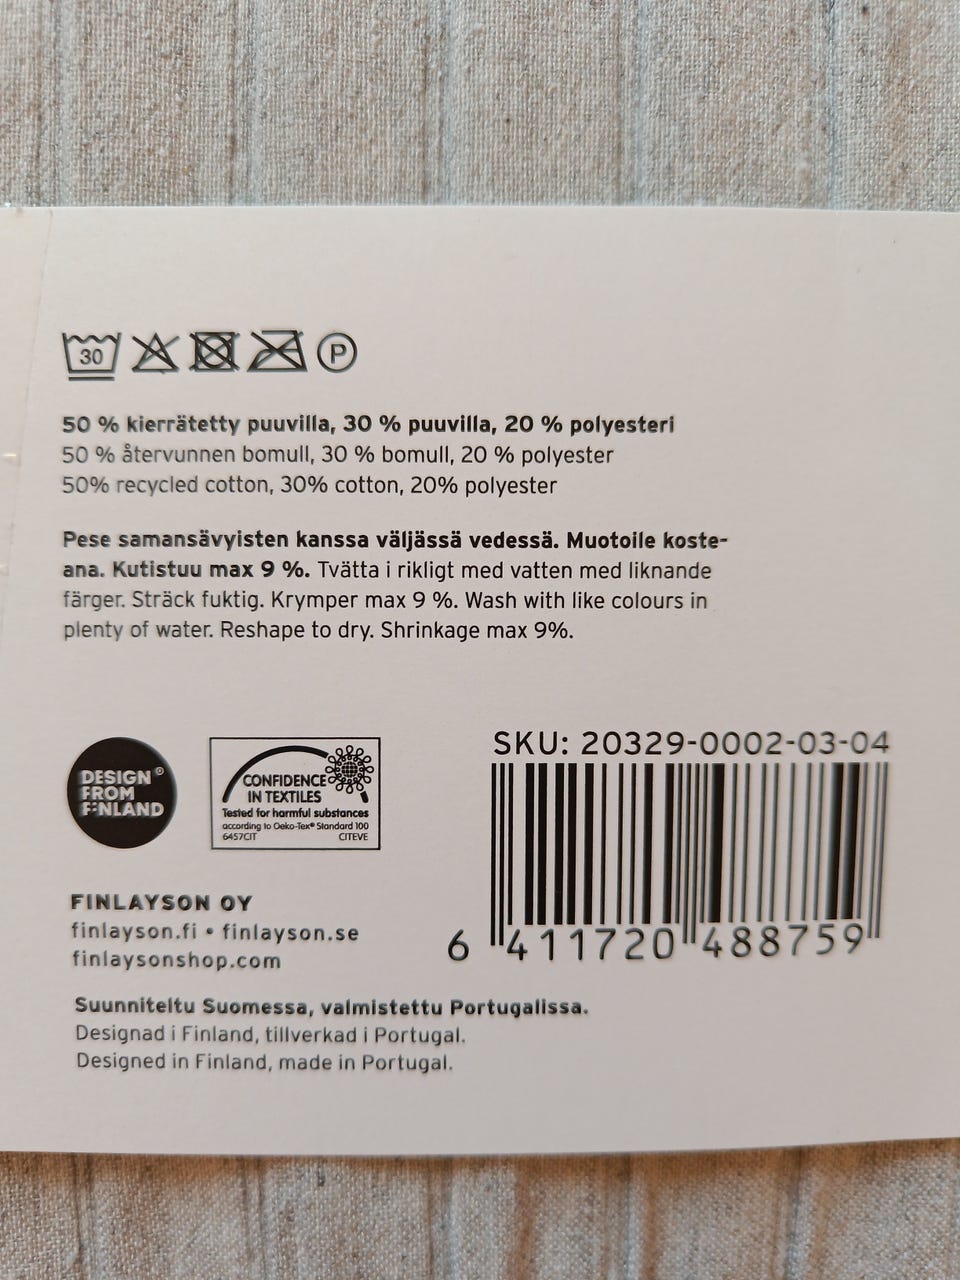 30 P
50 % kierrätetty puuvilla, 30 % puuvilla, 20 % polyesteri
50 % återvunnen bomull, 30 % bomull, 20 % polyester
50% recycled cotton, 30% cotton, 20% polyester
Pese samansävyisten kanssa väljässä vedessä. Muotoile koste-
ana. Kutistuu max 9 %. Tvätta i rikligt med vatten med liknande
färger. Sträck fuktig. Krymper max 9 %. Wash with like colours in
plenty of water. Reshape to dry. Shrinkage max 9%.
DESIGN®
FROM
FINLAND
CONFIDENCE
IN TEXTILES
Tested for harmful substances
according to Oeko-Tex® Standard 100
6457CIT CITEVE
SKU: 20329-0002-03-04
6 411720 488759
FINLAYSON OY
finlayson.fi • finlayson.se
finlaysonshop.com
Suunniteltu Suomessa, valmistettu Portugalissa.
Designad i Finland, tillverkad i Portugal.
Designed in Finland, made in Portugal.